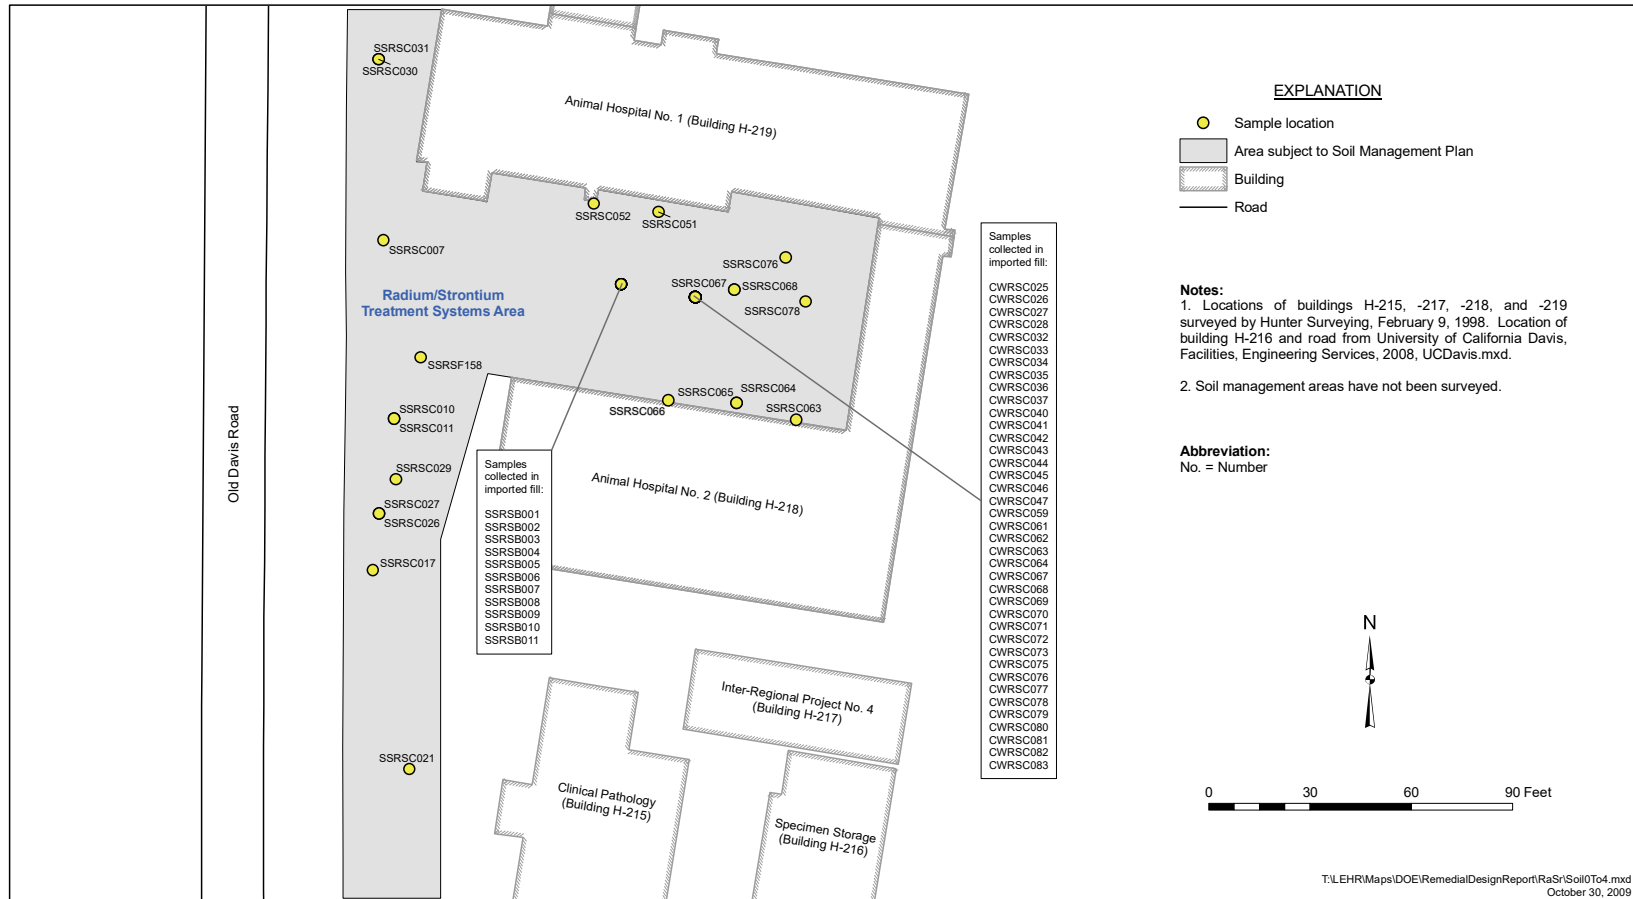 SSRSC031
SSRSC030
Animal Hospital No. 1 (Building H-219)
SSRSC052
SSRSC051
SSRSC007
SSRSC076
SSRSC067
SSRSC068
SSRSC078
Radium/Strontium
Treatment Systems Area
SSRSF158
SSRSC064
SSRSC065
SSRSC066
SSRSC063
SSRSC010
SSRSC011
SSRSC029
SSRSC027
SSRSC026
SSRSC017
SSRSC021
Old Davis Road
Animal Hospital No. 2 (Building H-218)
Samples
collected in
imported fill:
SSRSB001
SSRSB002
SSRSB003
SSRSB004
SSRSB005
SSRSB006
SSRSB007
SSRSB008
SSRSB009
SSRSB010
SSRSB011
Inter-Regional Project No. 4
(Building H-217)
Clinical Pathology
(Building H-215)
Specimen Storage
(Building H-216)
Samples
collected in
imported fill:
CWRSC025
CWRSC026
CWRSC027
CWRSC028
CWRSC032
CWRSC033
CWRSC034
CWRSC035
CWRSC036
CWRSC037
CWRSC040
CWRSC041
CWRSC042
CWRSC043
CWRSC044
CWRSC045
CWRSC046
CWRSC047
CWRSC059
CWRSC061
CWRSC062
CWRSC063
CWRSC064
CWRSC067
CWRSC068
CWRSC069
CWRSC070
CWRSC071
CWRSC072
CWRSC073
CWRSC075
CWRSC076
CWRSC077
CWRSC078
CWRSC079
CWRSC080
CWRSC081
CWRSC082
CWRSC083
EXPLANATION
Sample location
Area subject to Soil Management Plan
Building
Road
Notes:
1. Locations of buildings H-215, -217, -218, and -219
surveyed by Hunter Surveying, February 9, 1998. Location of
building H-216 and road from University of California Davis,
Facilities, Engineering Services, 2008, UCDavis.mxd.
2. Soil management areas have not been surveyed.
Abbreviation:
No. = Number
N
0 30 60 90 Feet
T:\LEHR\Maps\DOE\RemedialDesignReport\RaSr\Soil0To4.mxd
October 30, 2009